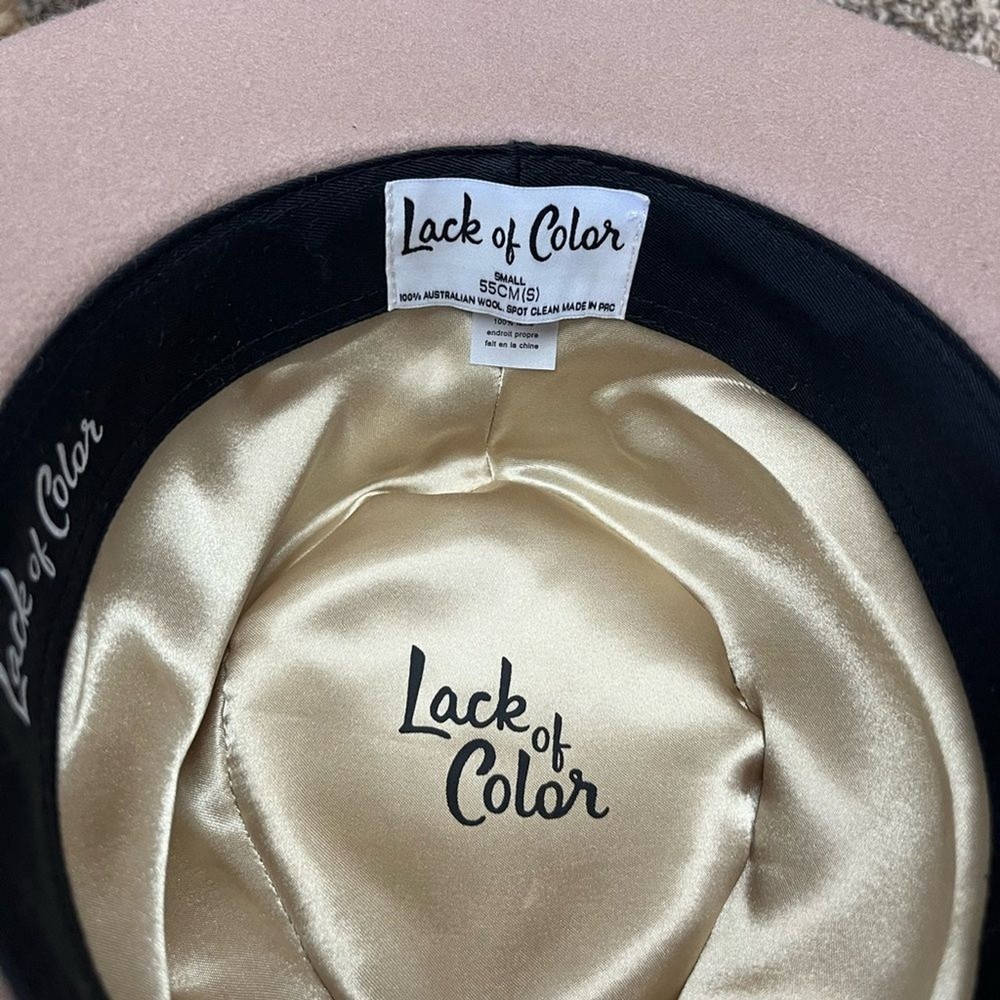 Lack of Color
SMALL
55CM(S)
100% AUSTRALIAN WOOL. SPOT CLEAN MADE IN PRC
100%
endroit propre
fait en la chine
Lack of Color
Lack of
Color